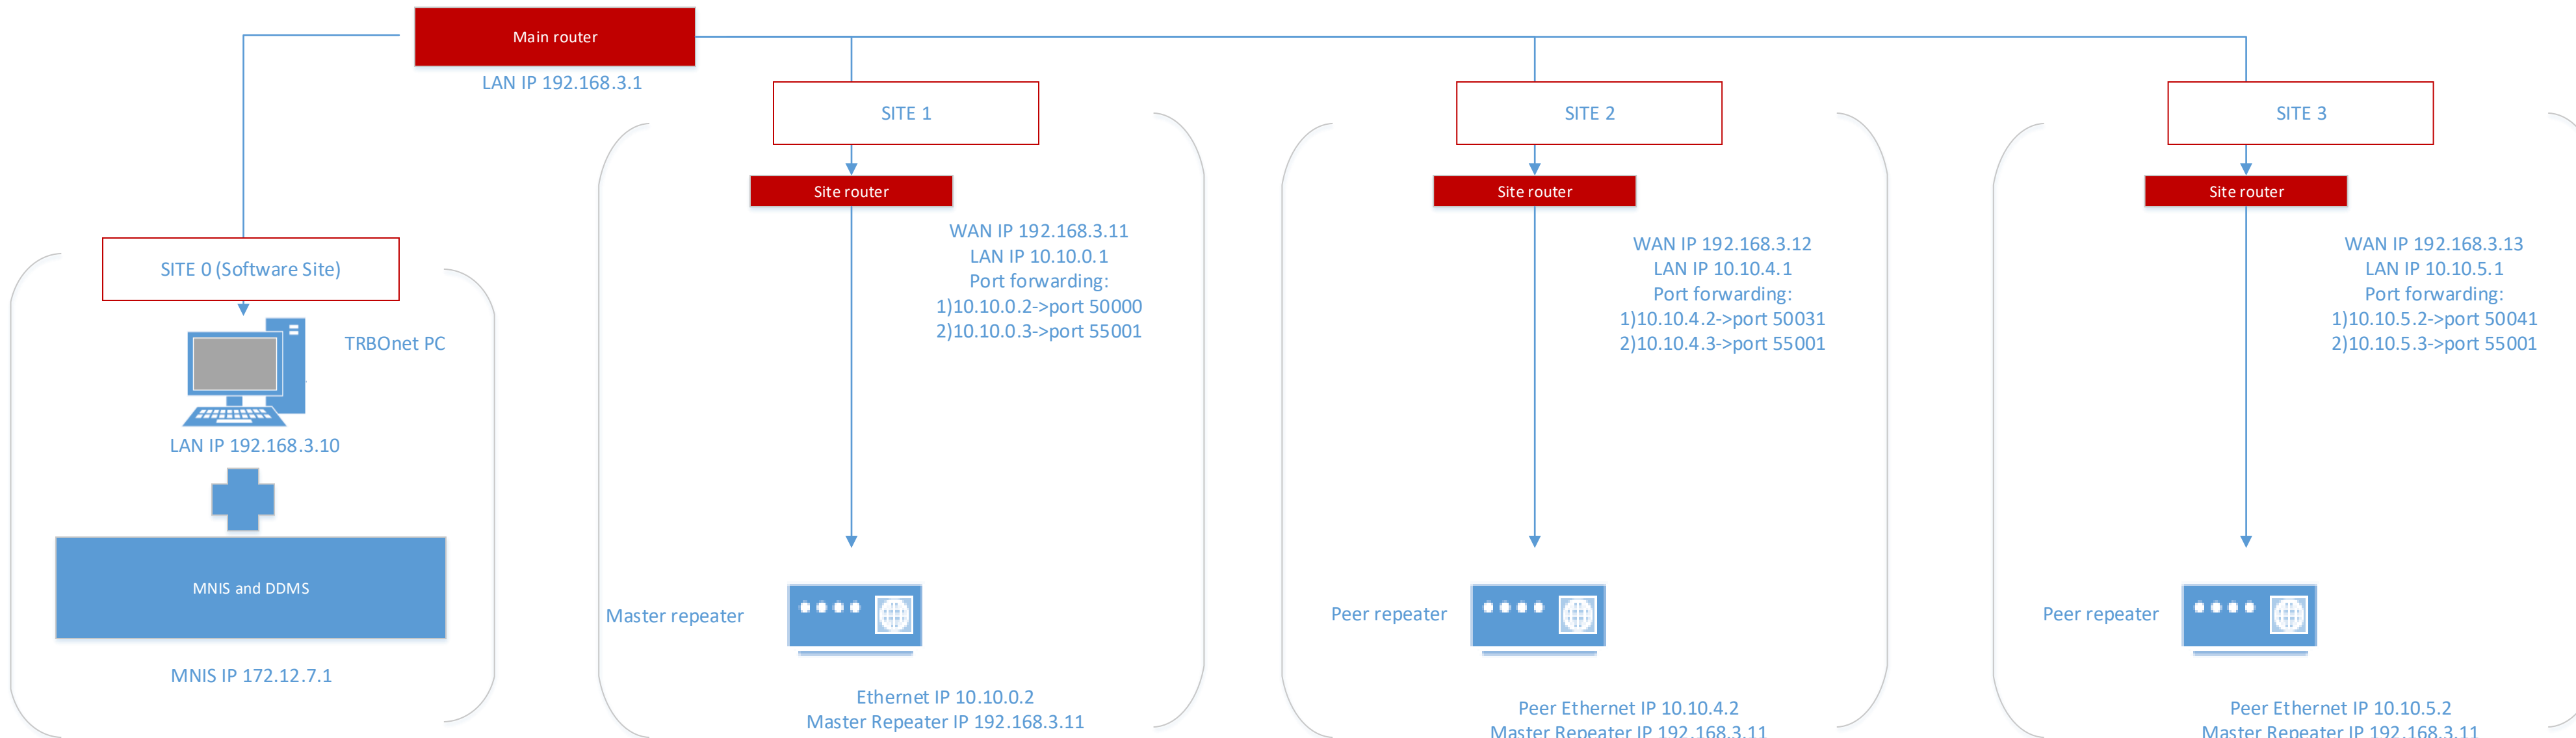 Main router
LAN IP 192.168.3.1
SITE 0 (Software Site)
TRBOnet PC
LAN IP 192.168.3.10
MNIS and DDMS
MNIS IP 172.12.7.1
SITE 1
Site router
WAN IP 192.168.3.11
LAN IP 10.10.0.1
Port forwarding:
1)10.10.0.2->port 50000
2)10.10.0.3->port 55001
Master repeater
Ethernet IP 10.10.0.2
Master Repeater IP 192.168.3.11
SITE 2
Site router
WAN IP 192.168.3.12
LAN IP 10.10.4.1
Port forwarding:
1)10.10.4.2->port 50031
2)10.10.4.3->port 55001
Peer repeater
Peer Ethernet IP 10.10.4.2
Master Repeater IP 192.168.3.11
SITE 3
Site router
WAN IP 192.168.3.13
LAN IP 10.10.5.1
Port forwarding:
1)10.10.5.2->port 50041
2)10.10.5.3->port 55001
Peer repeater
Peer Ethernet IP 10.10.5.2
Master Repeater IP 192.168.3.11